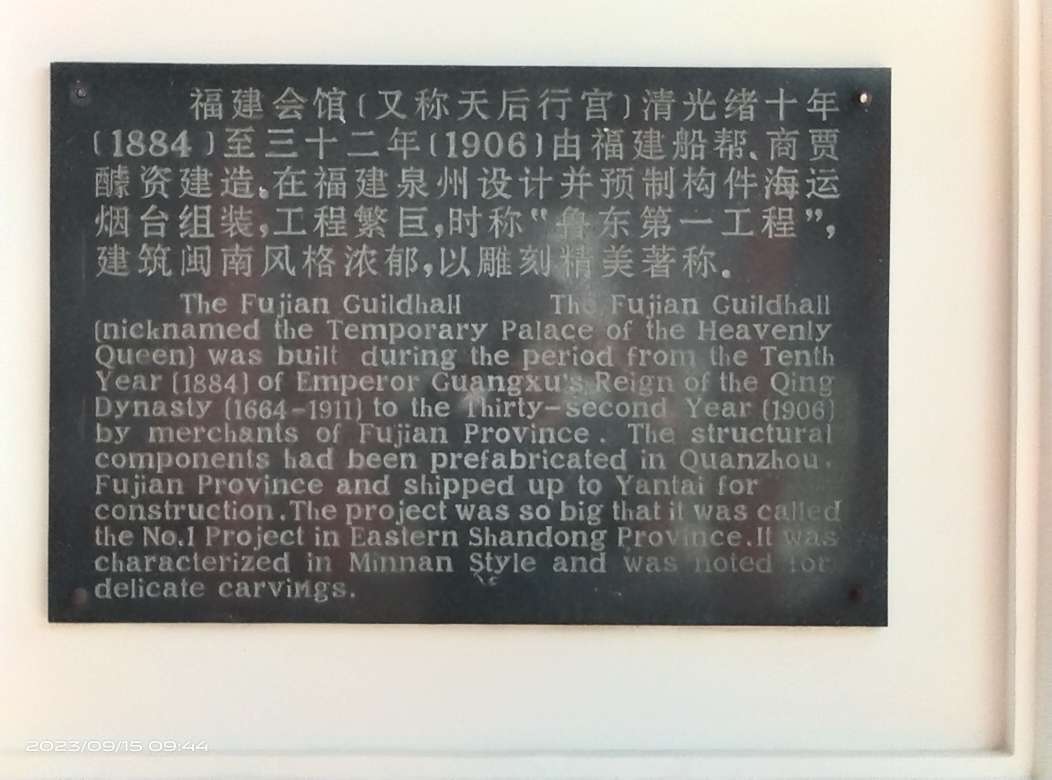 福建会馆(又称天后行宫)清光绪十年
(1884)至三十二年(1906)由福建船帮、商贾
醵资建造。在福建泉州设计并预制构件海运
烟台组装,工程繁巨,时称“鲁东第一工程”,
建筑闽南风格浓郁,以雕刻精美著称。
The Fujian Guildhall The Fujian Guildhall
(nicknamed the Temporary Palace of the Heavenly
Queen) was built during the period from the Tenth
Year (1884) of Emperor Guangxu's Reign of the Qing
Dynasty (1664-1911) to the Thirty-second Year (1906)
by merchants of Fujian Province. The structural
components had been prefabricated in Quanzhou.
Fujian Province and shipped up to Yantai for
construction.The project was so big that it was called
the No.1 Project in Eastern Shandong Province.It was
characterized in Minnan Style and was noted for
delicate carvings.
2023/09/15 09:44